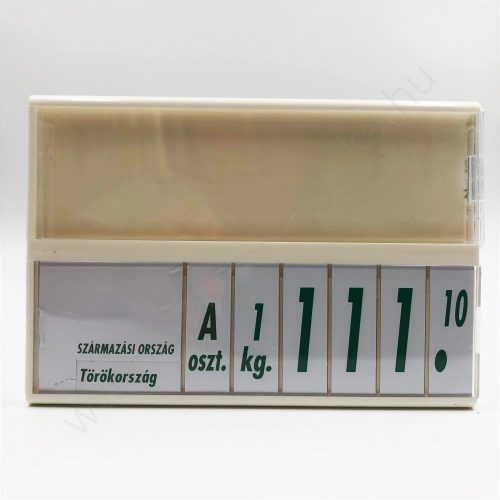 SZÁRMAZÁSI ORSZÁG
Törökország
A
oszt.
1
kg.
111.10